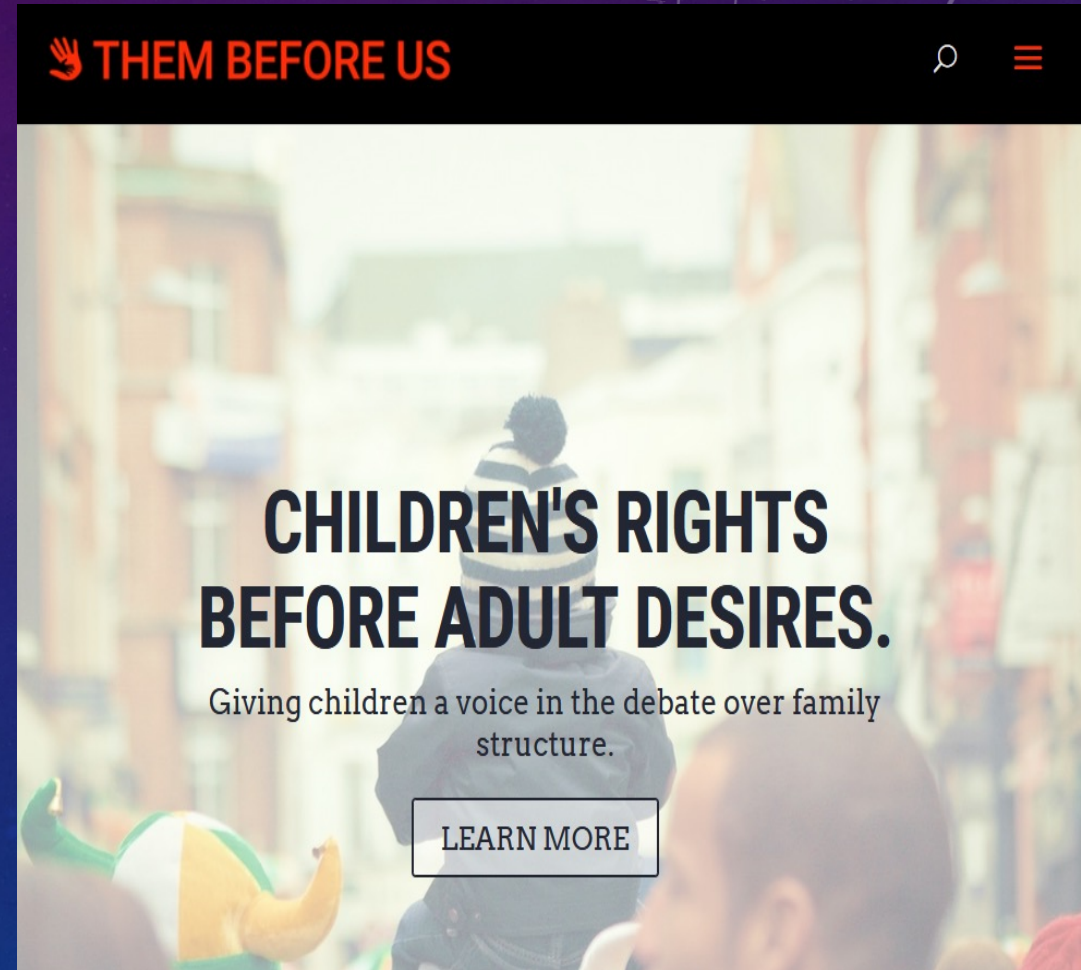 THEM BEFORE US
CHILDREN'S RIGHTS
BEFORE ADULT DESIRES.
Giving children a voice in the debate over family
structure.
LEARN MORE